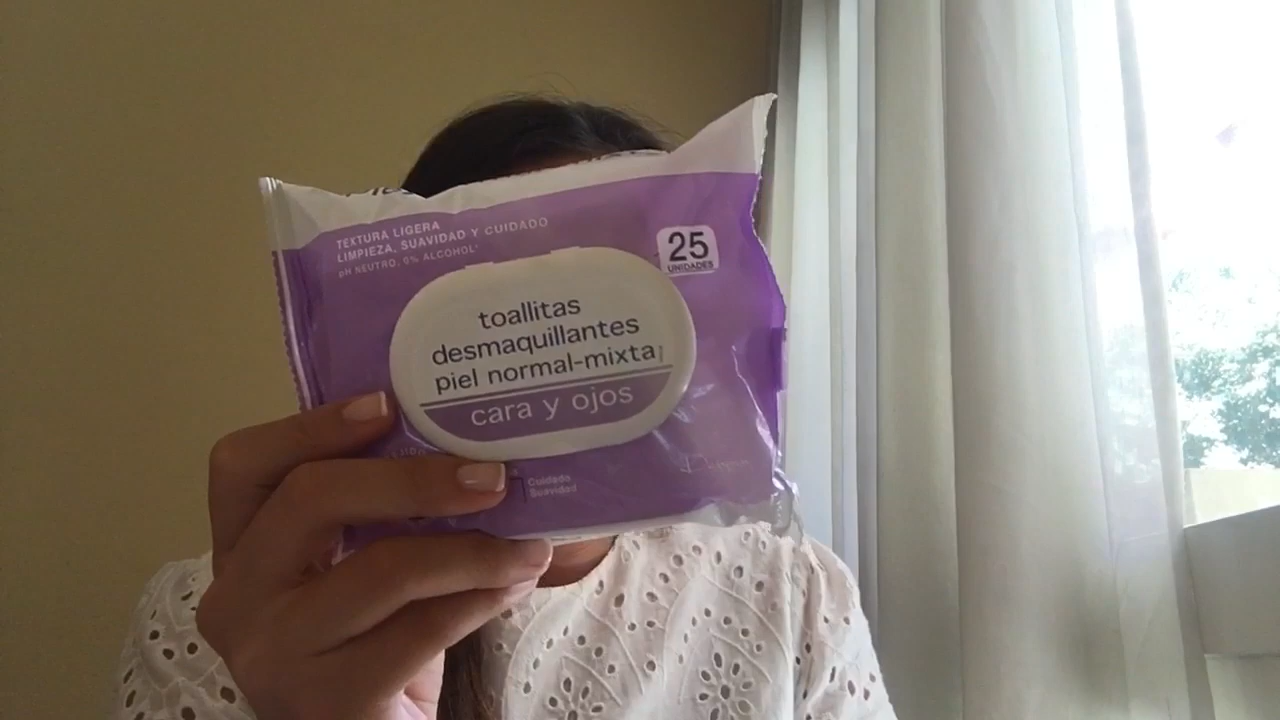 TEXTURA LIGERA
LIMPIEZA, SUAVIDAD Y CUIDADO
pH NEUTRO, 0% ALCOHOL*
25
UNIDADES
toallitas
desmaquillantes
piel normal-mixta
cara y ojos
Cuidado
Suavidad